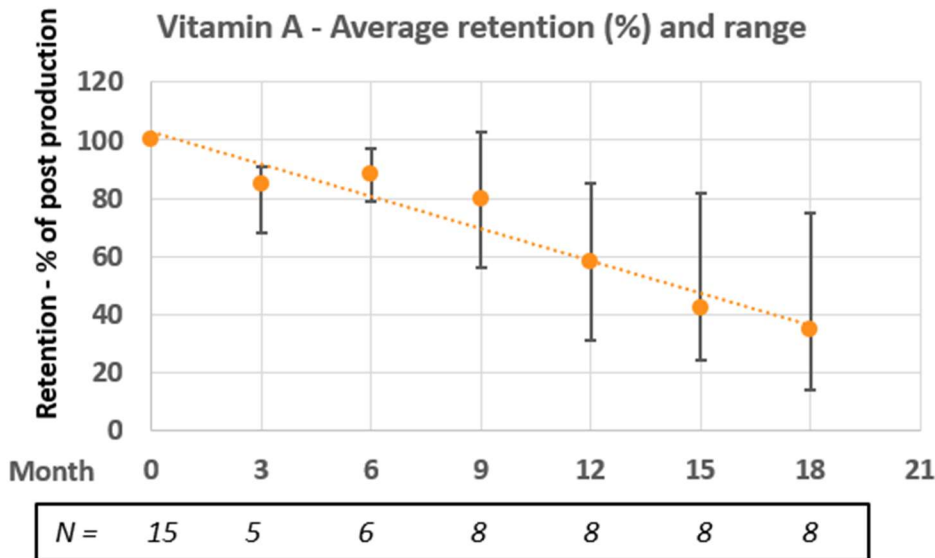 Vitamin A - Average retention (%) and range
Retention - % of post production
120
100
80
60
40
20
0
Month 0 3 6 9 12 15 18 21
N = 15 5 6 8 8 8 8